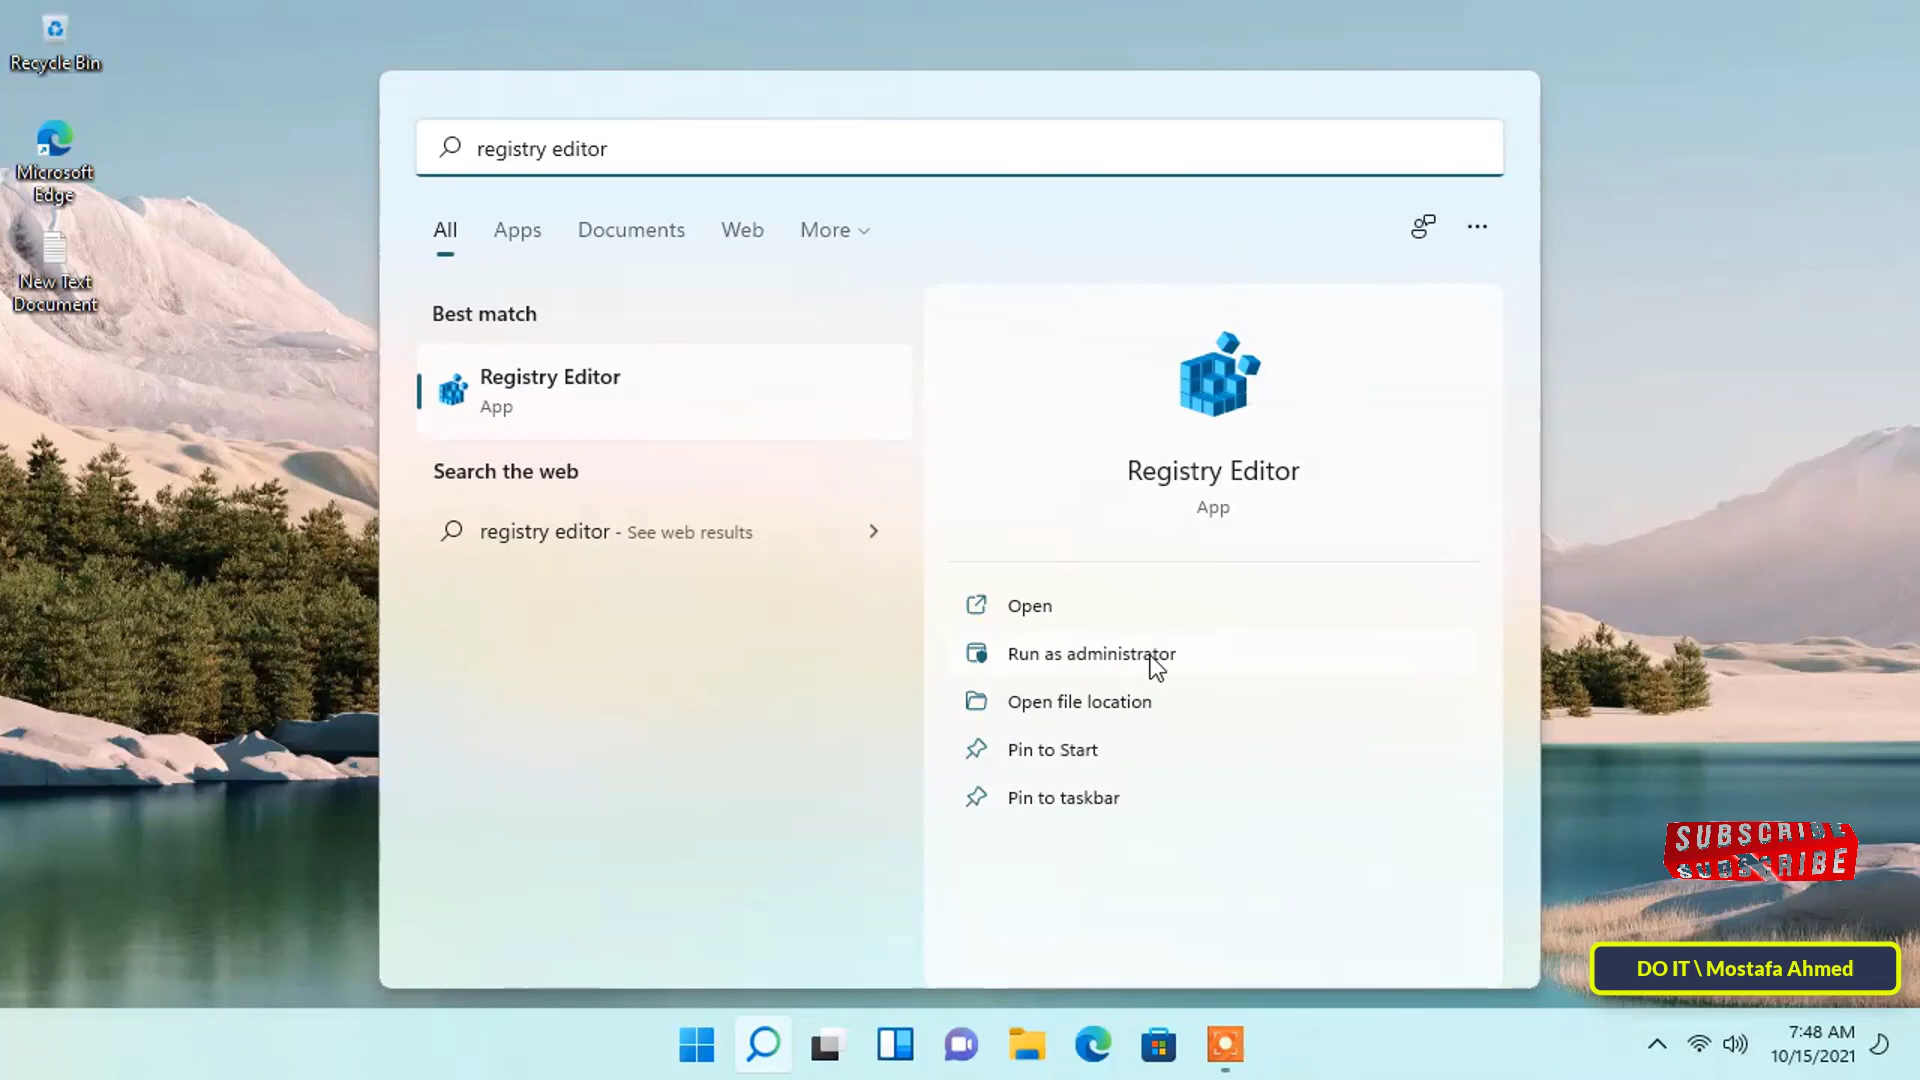 Recycle Bin
Microsoft
Edge
New Text
Document
registry editor
All
Apps
Documents
Web
More
Best match
Registry Editor
App
Search the web
registry editor - See web results
Registry Editor
App
Open
Run as administrator
Open file location
Pin to Start
Pin to taskbar
SUBSCRIBE
SUBSCRIBE
DO IT \ Mostafa Ahmed
7:48 AM
10/15/2021